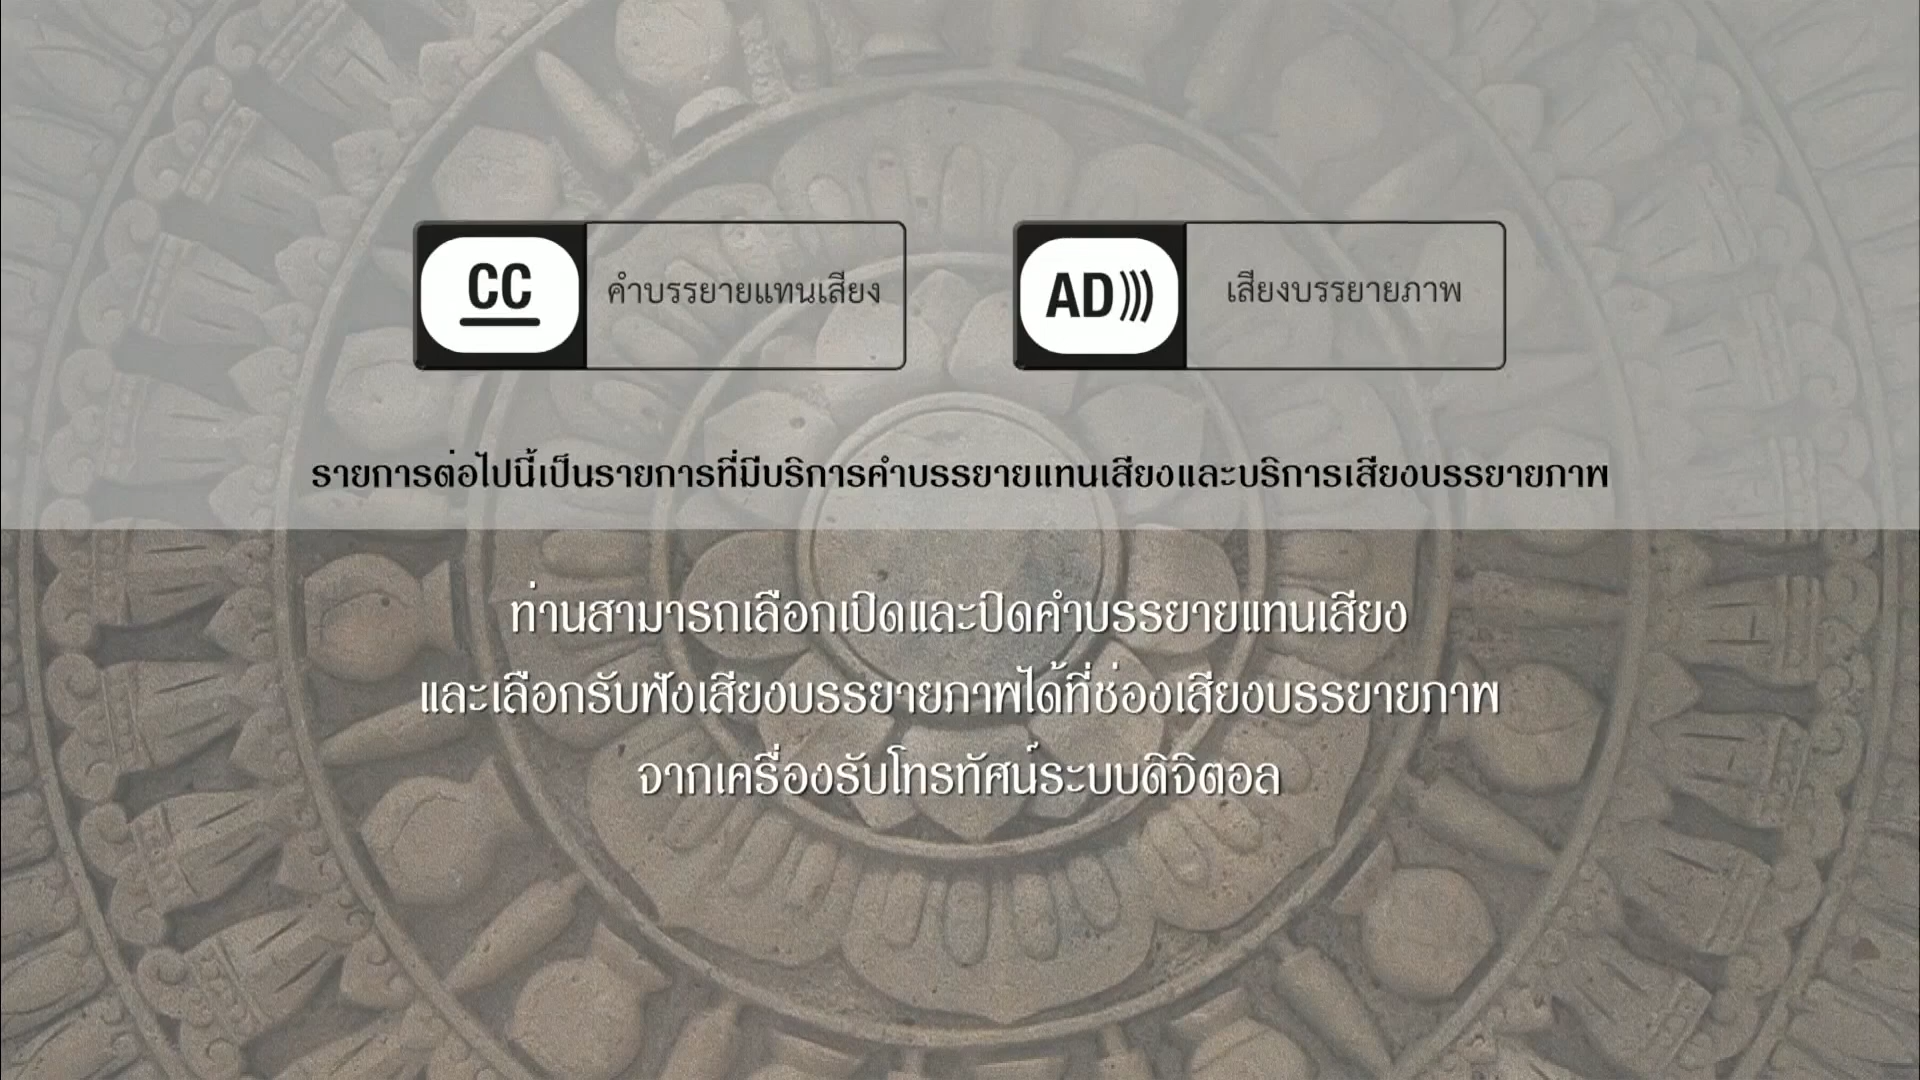 CC คำบรรยายแทนเสียง
AD))) เสียงบรรยายภาพ
รายการต่อไปนี้เป็นรายการที่มีบริการคำบรรยายแทนเสียงและบริการเสียงบรรยายภาพ
ท่านสามารถเลือกเปิดและปิดคำบรรยายแทนเสียง
และเลือกรับฟังเสียงบรรยายภาพได้ที่ช่องเสียงบรรยายภาพ
จากเครื่องรับโทรทัศน์ระบบดิจิตอล